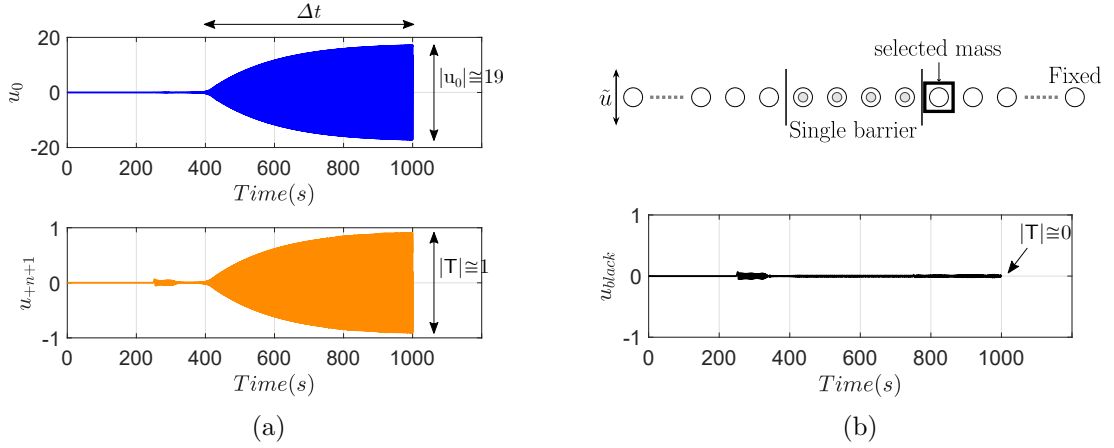 Δt
20
0
-20
u₀
|u₀|≅19
0 200 400 600 800 1000
Time(s)
1
0
-1
u₋ₙ₊₁
|T|≅1
0 200 400 600 800 1000
Time(s)
(a)
selected mass
ũ
Fixed
Single barrier
1
0
-1
u_black
|T|≅0
0 200 400 600 800 1000
Time(s)
(b)